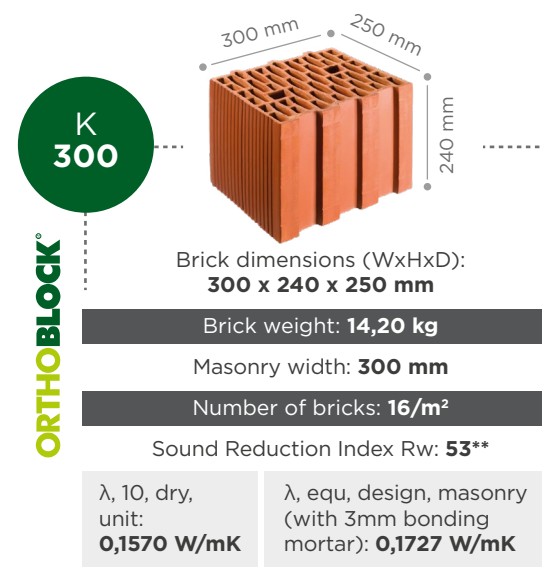 300 mm
250 mm
240 mm
K
300
ORTHOBLOCK®
Brick dimensions (WxHxD):
300 x 240 x 250 mm
Brick weight: 14,20 kg
Masonry width: 300 mm
Number of bricks: 16/m²
Sound Reduction Index Rw: 53**
λ, 10, dry,
unit:
0,1570 W/mK
λ, equ, design, masonry
(with 3mm bonding
mortar): 0,1727 W/mK